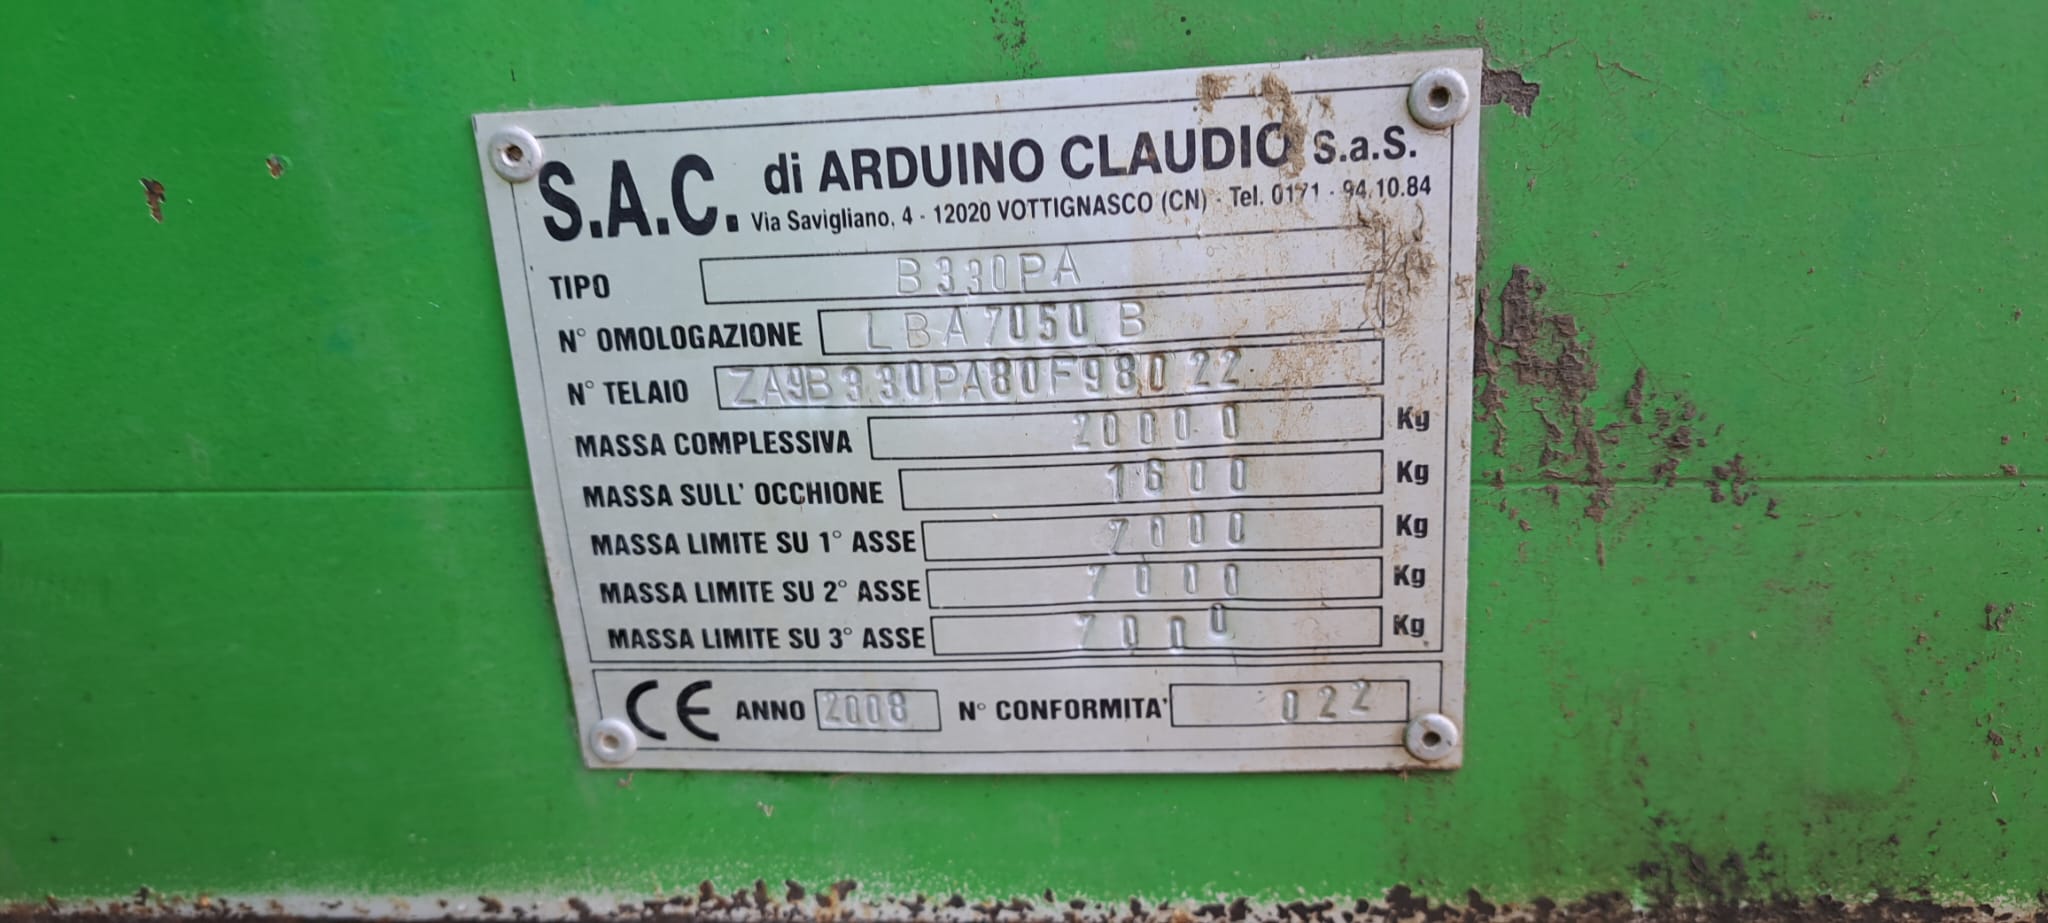 S.A.C. di ARDUINO CLAUDIO S.a.S.
Via Savigliano, 4 - 12020 VOTTIGNASCO (CN) - Tel. 0171 - 94.10.84
TIPO B330PA
N° OMOLOGAZIONE LBA7050B
N° TELAIO ZA9B330PA80F98022
MASSA COMPLESSIVA 20000 Kg
MASSA SULL' OCCHIONE 1600 Kg
MASSA LIMITE SU 1° ASSE 7000 Kg
MASSA LIMITE SU 2° ASSE 7000 Kg
MASSA LIMITE SU 3° ASSE 7000 Kg
CE ANNO 2008 N° CONFORMITA' 022